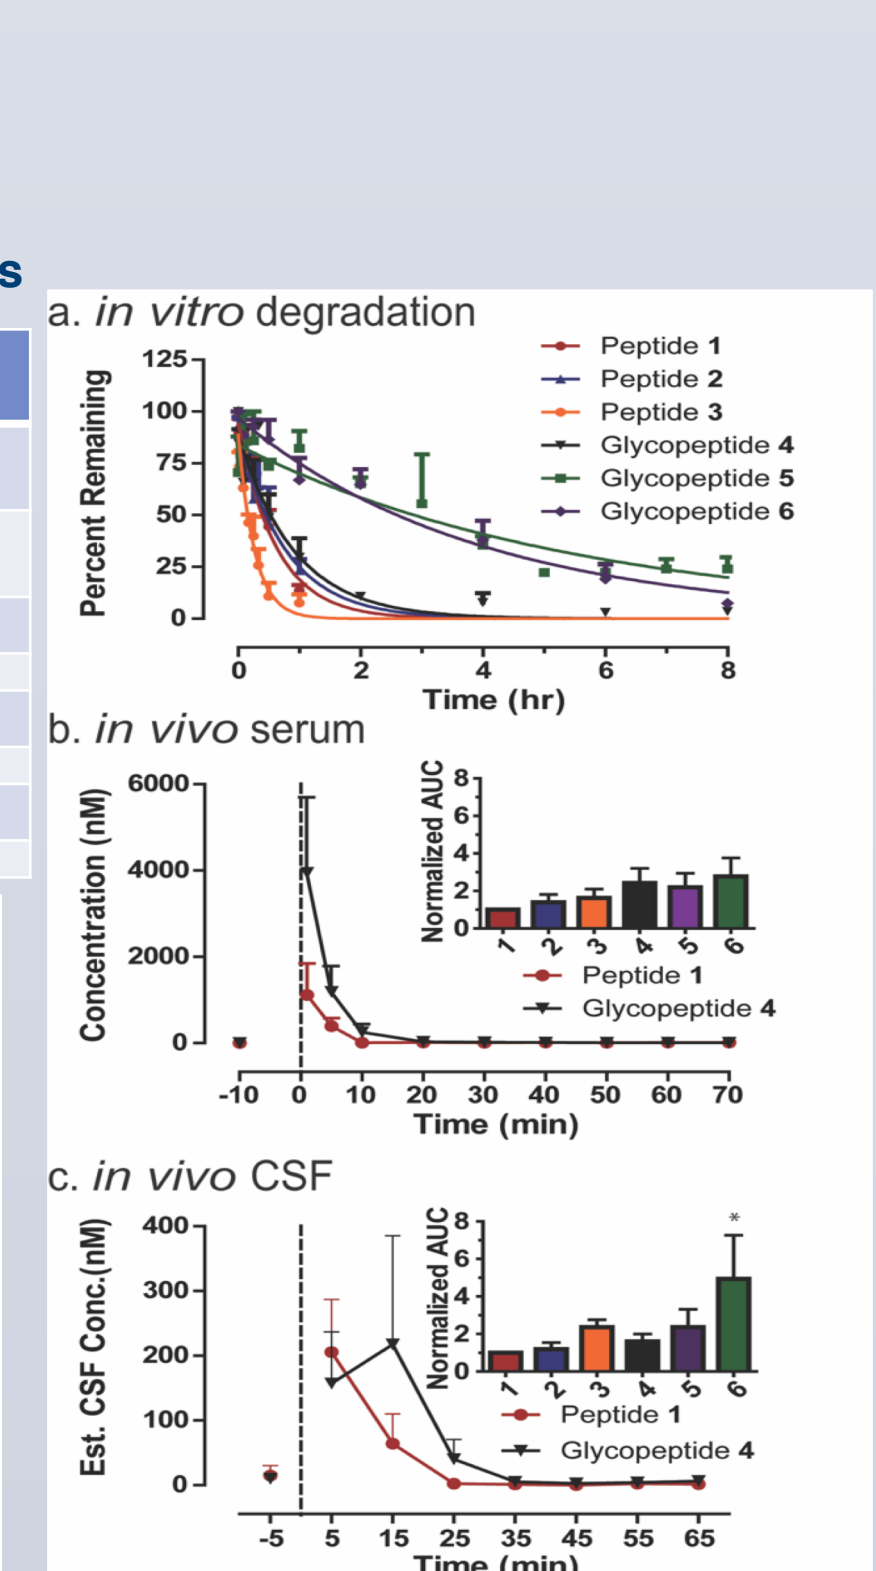 s
a. in vitro degradation
Peptide 1
Peptide 2
Peptide 3
Glycopeptide 4
Glycopeptide 5
Glycopeptide 6
Percent Remaining
125
100
75
50
25
0
0 2 4 6 8
Time (hr)
b. in vivo serum
Concentration (nM)
6000
4000
2000
0
Normalized AUC
8
6
4
2
0
1 2 3 4 5 6
Peptide 1
Glycopeptide 4
-10 0 10 20 30 40 50 60 70
Time (min)
c. in vivo CSF
Est. CSF Conc.(nM)
400
300
200
100
0
Normalized AUC
8
6
4
2
0
*
1 2 3 4 5 6
Peptide 1
Glycopeptide 4
-5 5 15 25 35 45 55 65
Time (min)